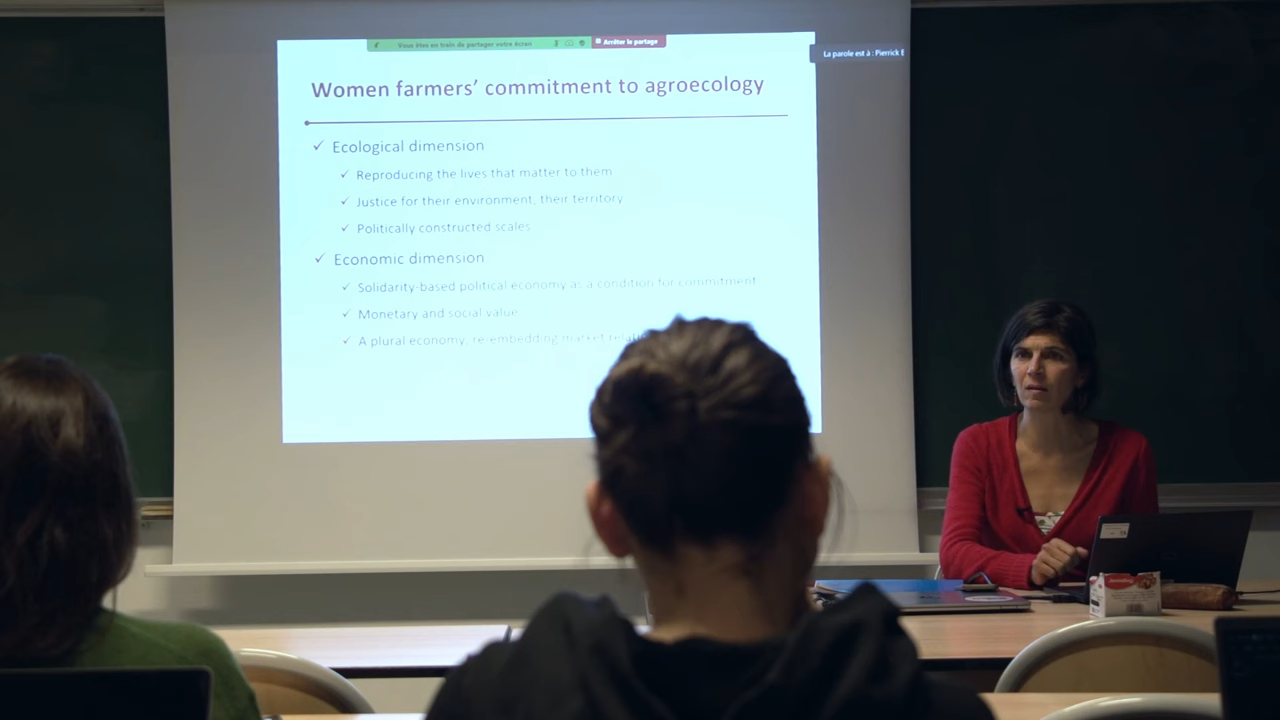 Vous êtes en train de partager votre écran
Arrêter le partage
La parole est à : Pierrick
Women farmers' commitment to agroecology
✓ Ecological dimension
✓ Reproducing the lives that matter to them
✓ Justice for their environment, their territory
✓ Politically constructed scales
✓ Economic dimension
✓ Solidarity-based political economy as a condition for commitment
✓ Monetary and social value
✓ A plural economy, re-embedding market